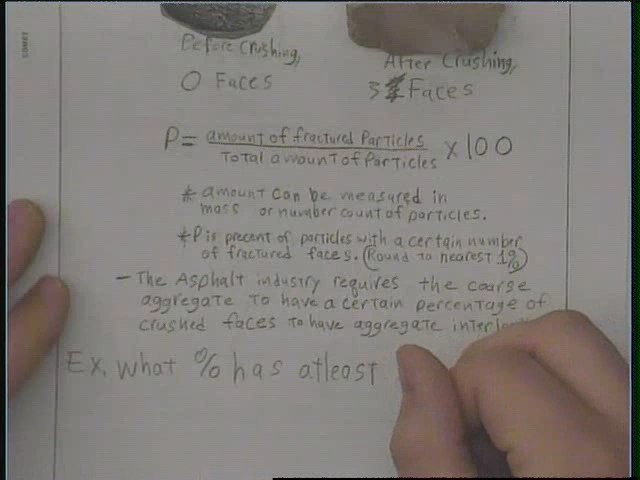 COMET
Before Crushing,
0 Faces
After Crushing,
3 Faces
P = amount of fractured Particles / Total amount of Particles x 100
* amount can be measured in
mass or number count of particles.
* P is precent of particles with a certain number
of fractured faces. (Round to nearest 1%)
- The Asphalt industry requires the coarse
aggregate to have a certain percentage of
crushed faces to have aggregate
Ex, what % has atleast